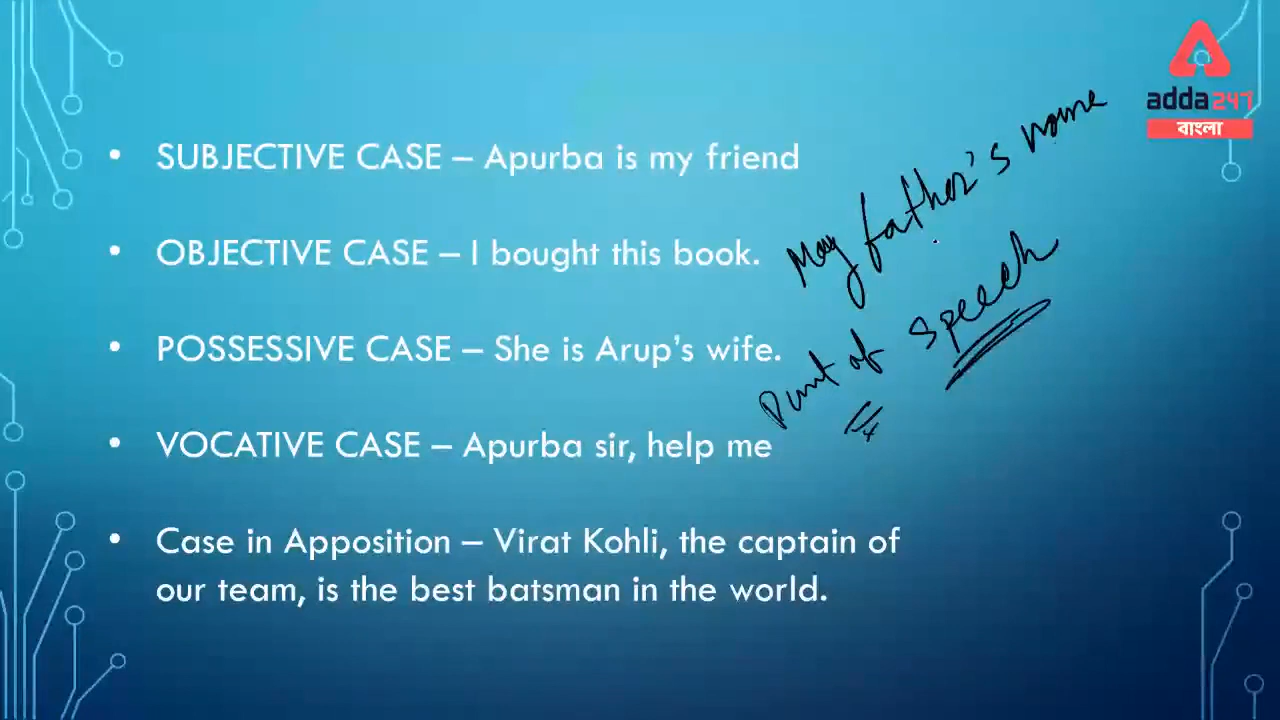 adda247
বাংলা
• SUBJECTIVE CASE – Apurba is my friend
• OBJECTIVE CASE – I bought this book.
• POSSESSIVE CASE – She is Arup's wife.
• VOCATIVE CASE – Apurba sir, help me
• Case in Apposition – Virat Kohli, the captain of
our team, is the best batsman in the world.
My father's name
Part of speech